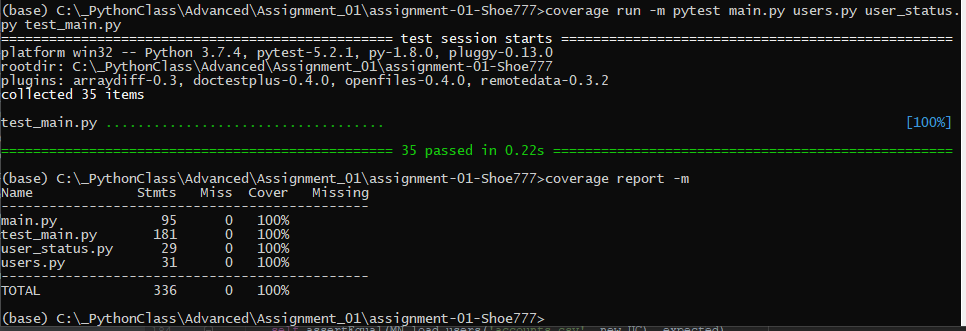 (base) C:\_PythonClass\Advanced\Assignment_01\assignment-01-Shoe777>coverage run -m pytest main.py users.py user_status.
py test_main.py
================================================= test session starts =================================================
platform win32 -- Python 3.7.4, pytest-5.2.1, py-1.8.0, pluggy-0.13.0
rootdir: C:\_PythonClass\Advanced\Assignment_01\assignment-01-Shoe777
plugins: arraydiff-0.3, doctestplus-0.4.0, openfiles-0.4.0, remotedata-0.3.2
collected 35 items
test_main.py ................................... [100%]
================================================= 35 passed in 0.22s ==================================================
(base) C:\_PythonClass\Advanced\Assignment_01\assignment-01-Shoe777>coverage report -m
Name             Stmts   Miss  Cover   Missing
----------------------------------------------
main.py             95      0   100%
test_main.py       181      0   100%
user_status.py      29      0   100%
users.py            31      0   100%
----------------------------------------------
TOTAL              336      0   100%
(base) C:\_PythonClass\Advanced\Assignment_01\assignment-01-Shoe777>